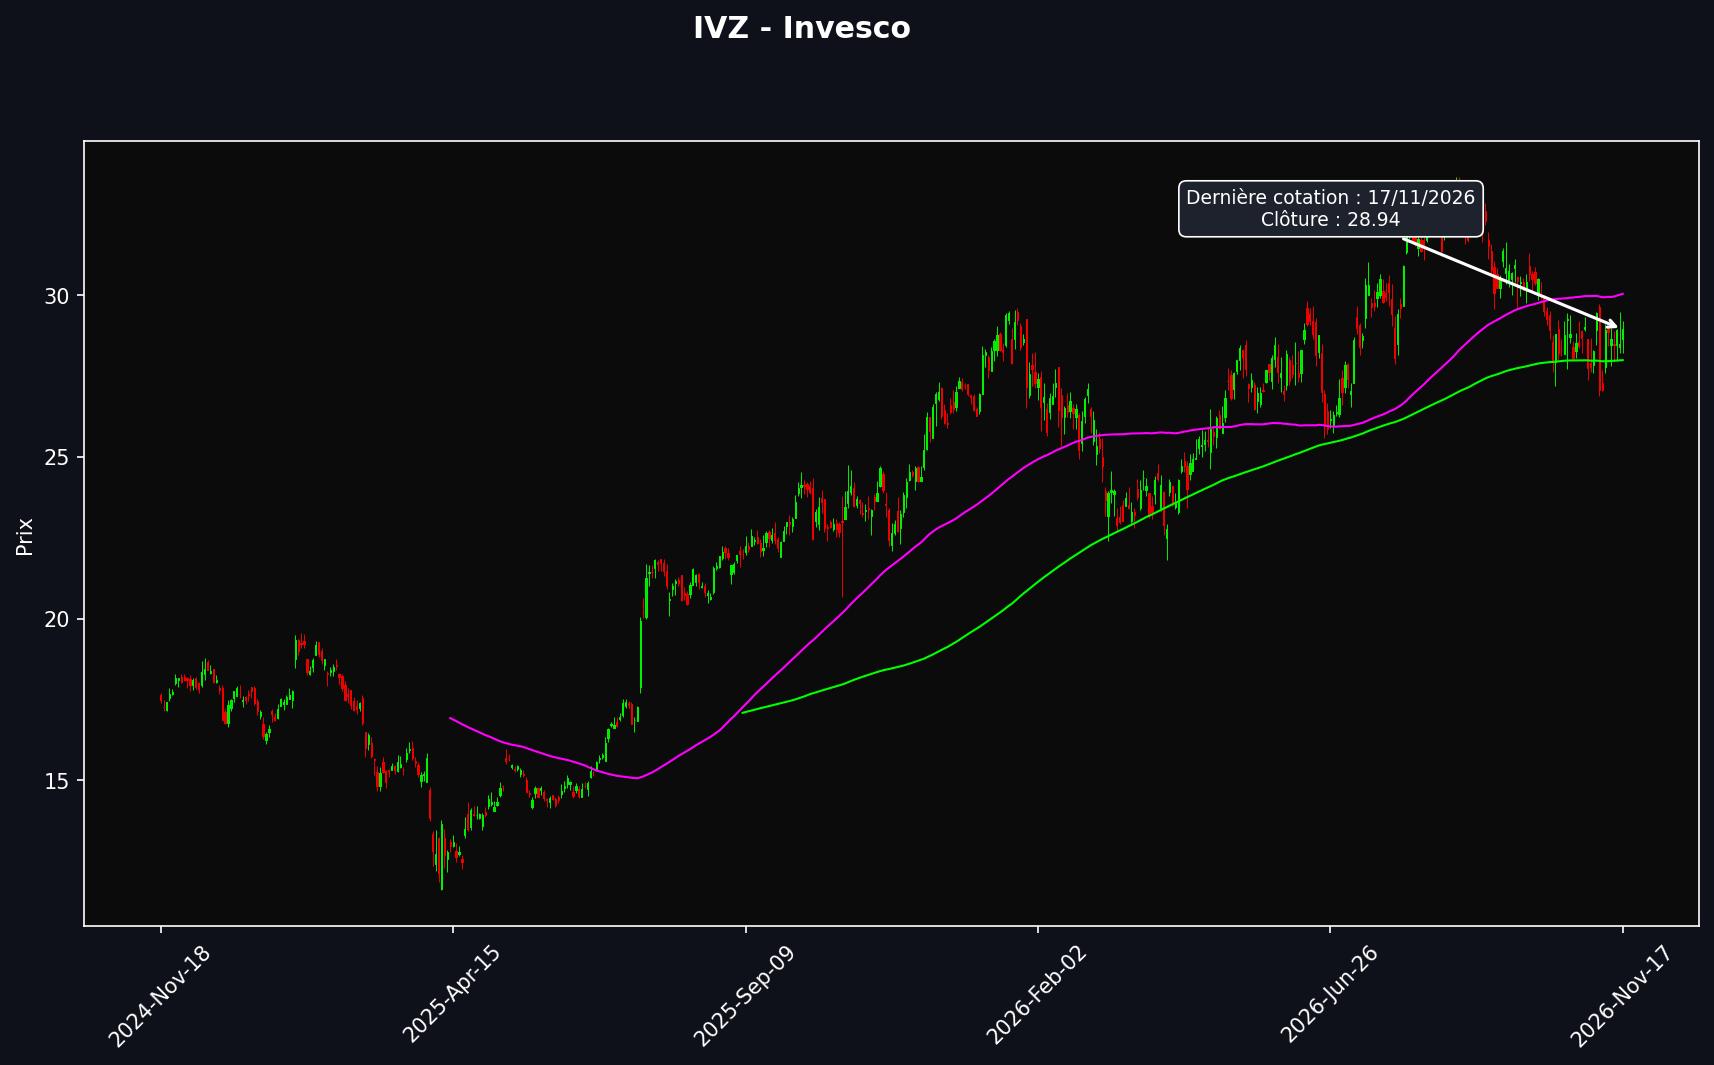 IVZ - Invesco
Dernière cotation : 17/11/2026
Clôture : 28.94
30
25
20
15
Prix
2024-Nov-18
2025-Apr-15
2025-Sep-09
2026-Feb-02
2026-Jun-26
2026-Nov-17